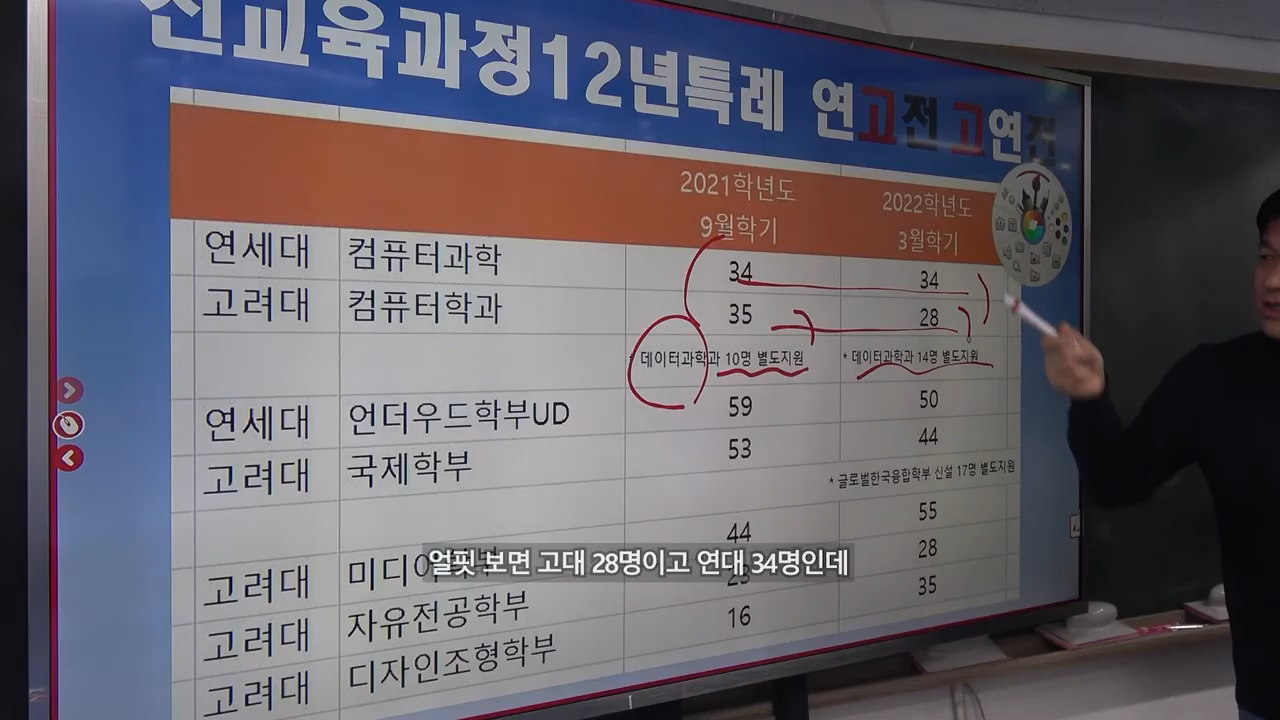 전교육과정12년특례 연고전 고연전
2021학년도 9월학기
2022학년도 3월학기
연세대 컴퓨터과학 34 34
고려대 컴퓨터학과 35 28
* 데이터과학과 10명 별도지원 * 데이터과학과 14명 별도지원
연세대 언더우드학부UD 59 50
고려대 국제학부 53 44
* 글로벌한국융합학부 신설 17명 별도지원
고려대 미디어학부 44 55
고려대 자유전공학부 23 28
고려대 디자인조형학부 16 35
얼핏 보면 고대 28명이고 연대 34명인데